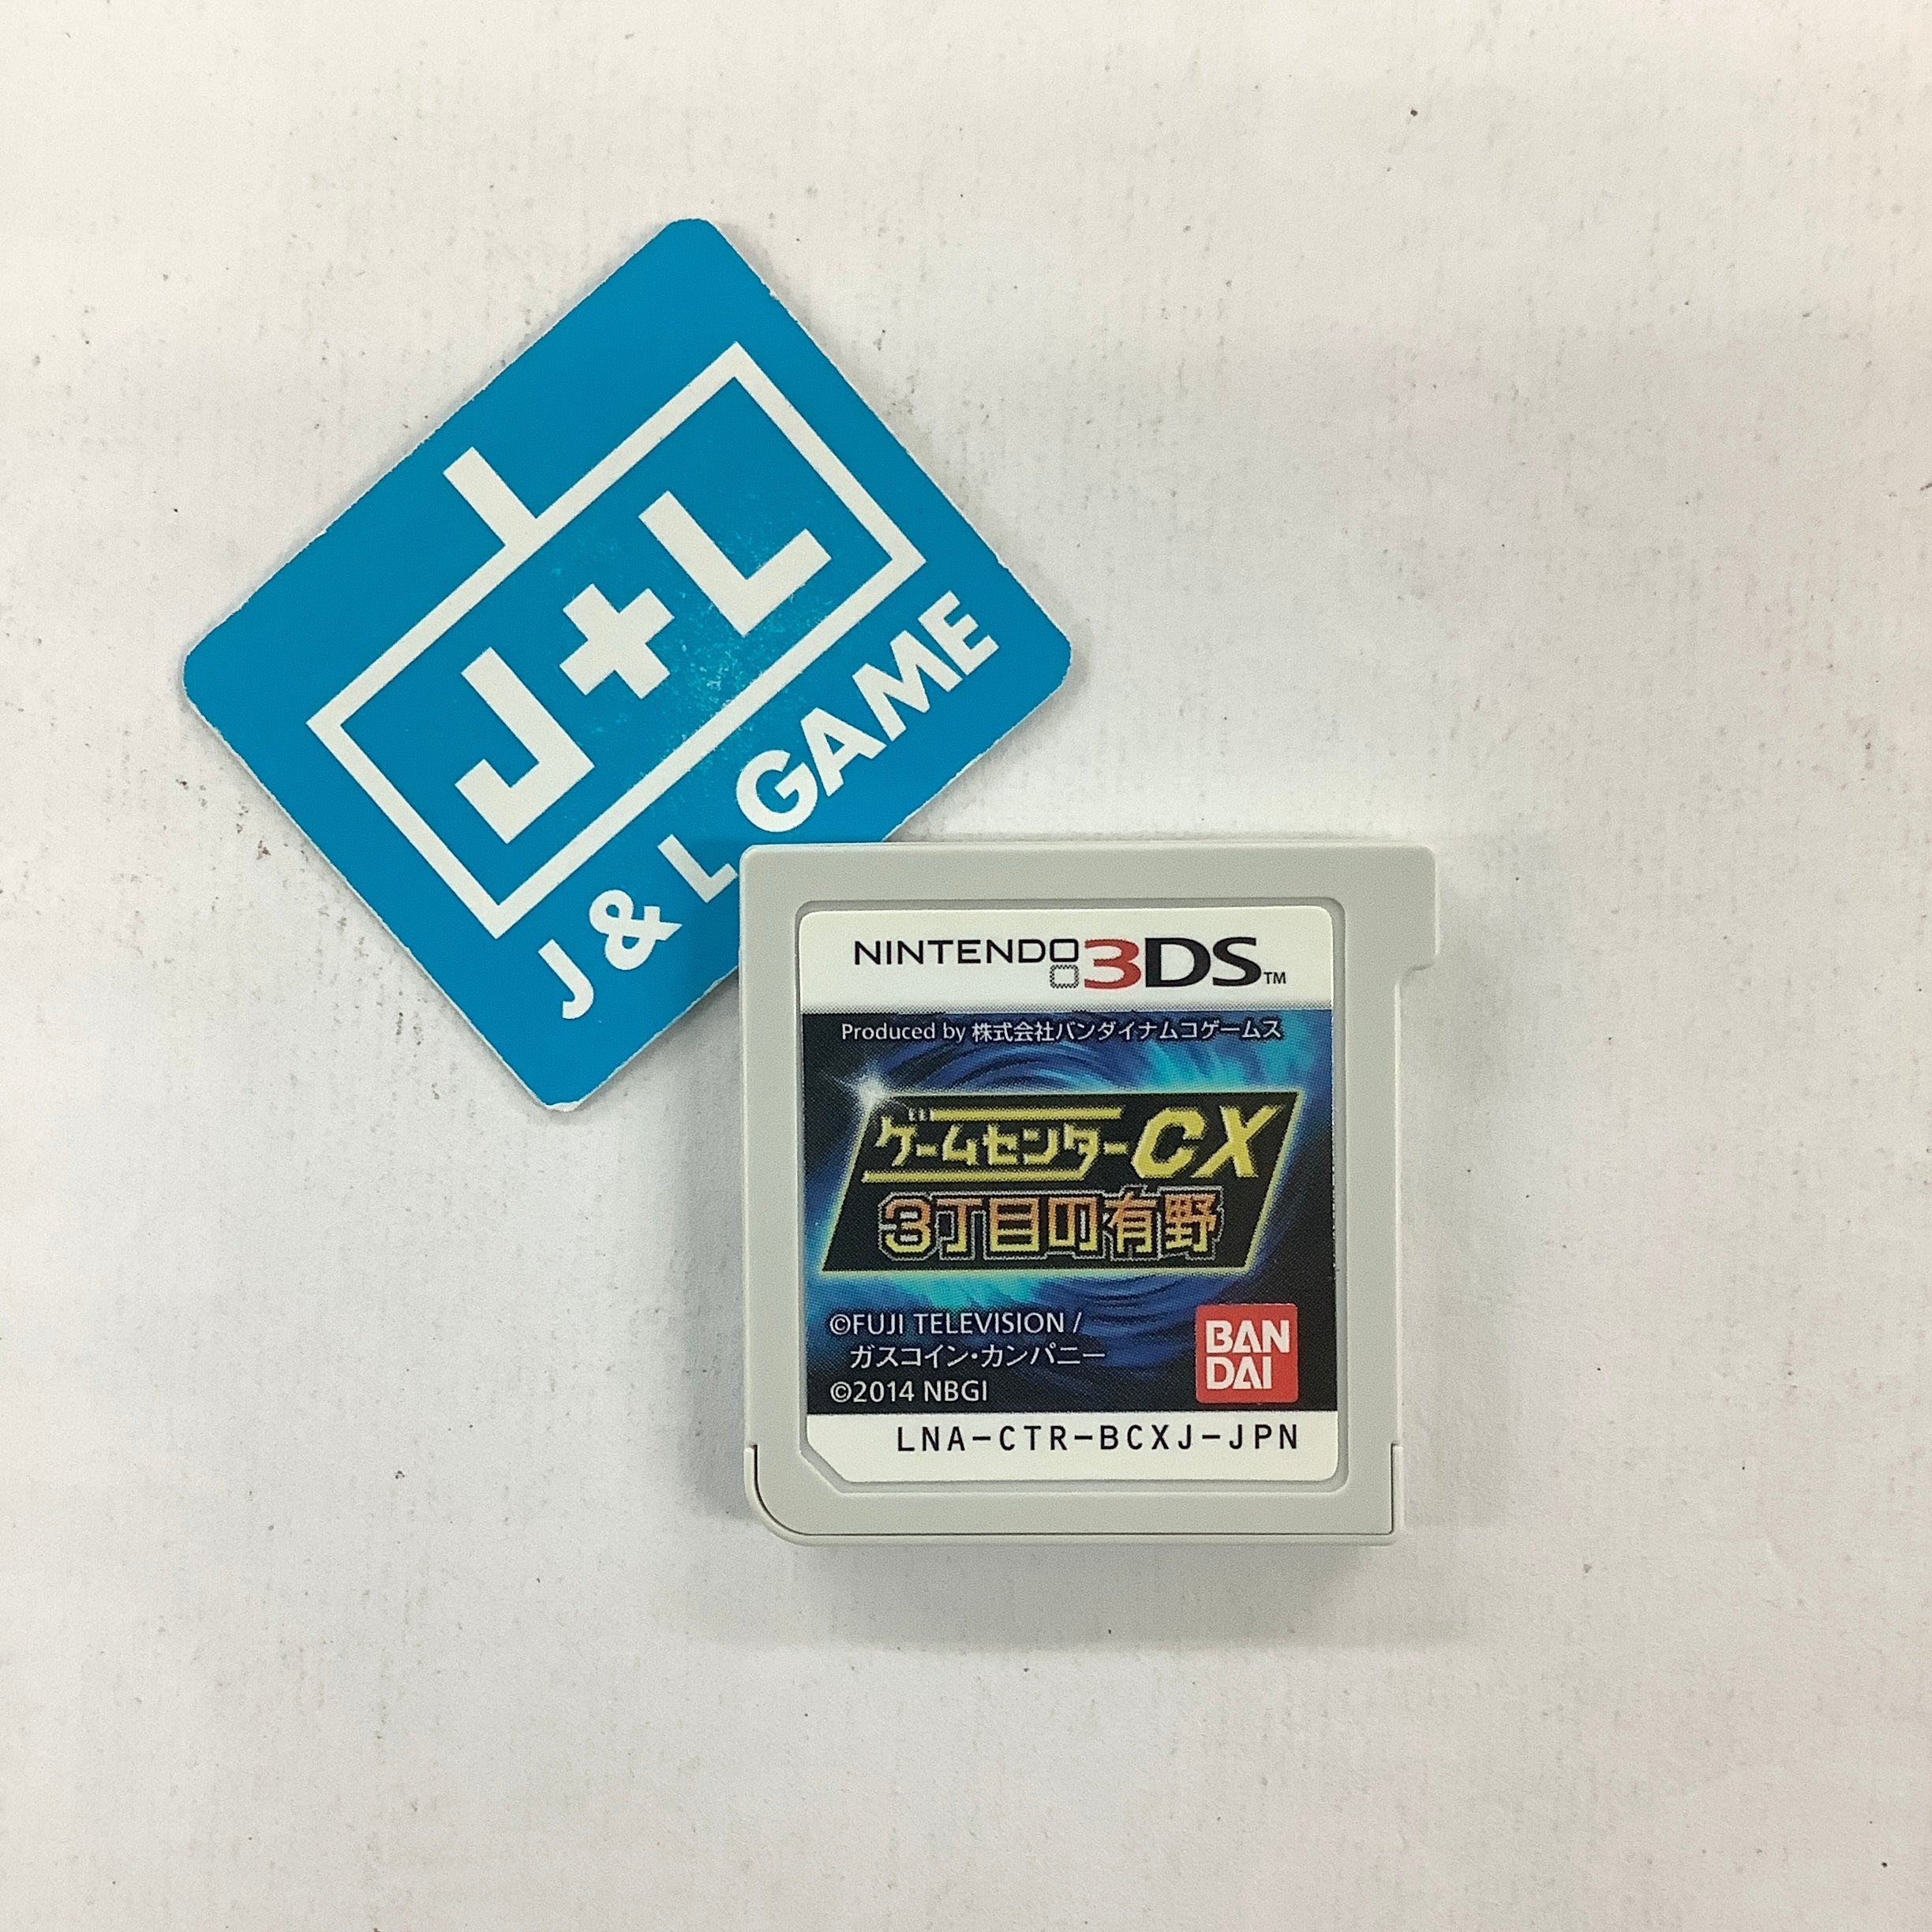 J+L
J & L GAME
NINTENDO 3DS™
Produced by 株式会社バンダイナムコゲームス
ゲームセンターCX
3丁目の有野
©FUJI TELEVISION /
ガスコイン・カンパニー
©2014 NBGI
BAN
DAI
LNA-CTR-BCXJ-JPN